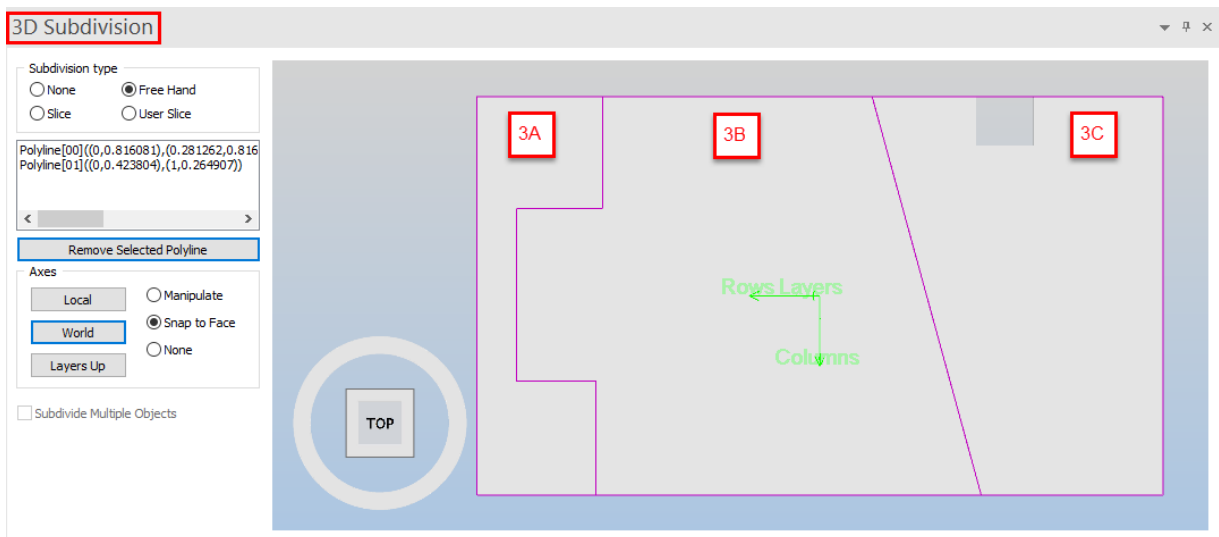 3D Subdivision
Subdivision type
None Free Hand
Slice User Slice
Polyline[00]((0,0.816081),(0.281262,0.816
Polyline[01]((0,0.423804),(1,0.264907))
Remove Selected Polyline
Axes
Local Manipulate
World Snap to Face
None
Layers Up
Subdivide Multiple Objects
3A 3B 3C
Rows Layers
Columns
TOP